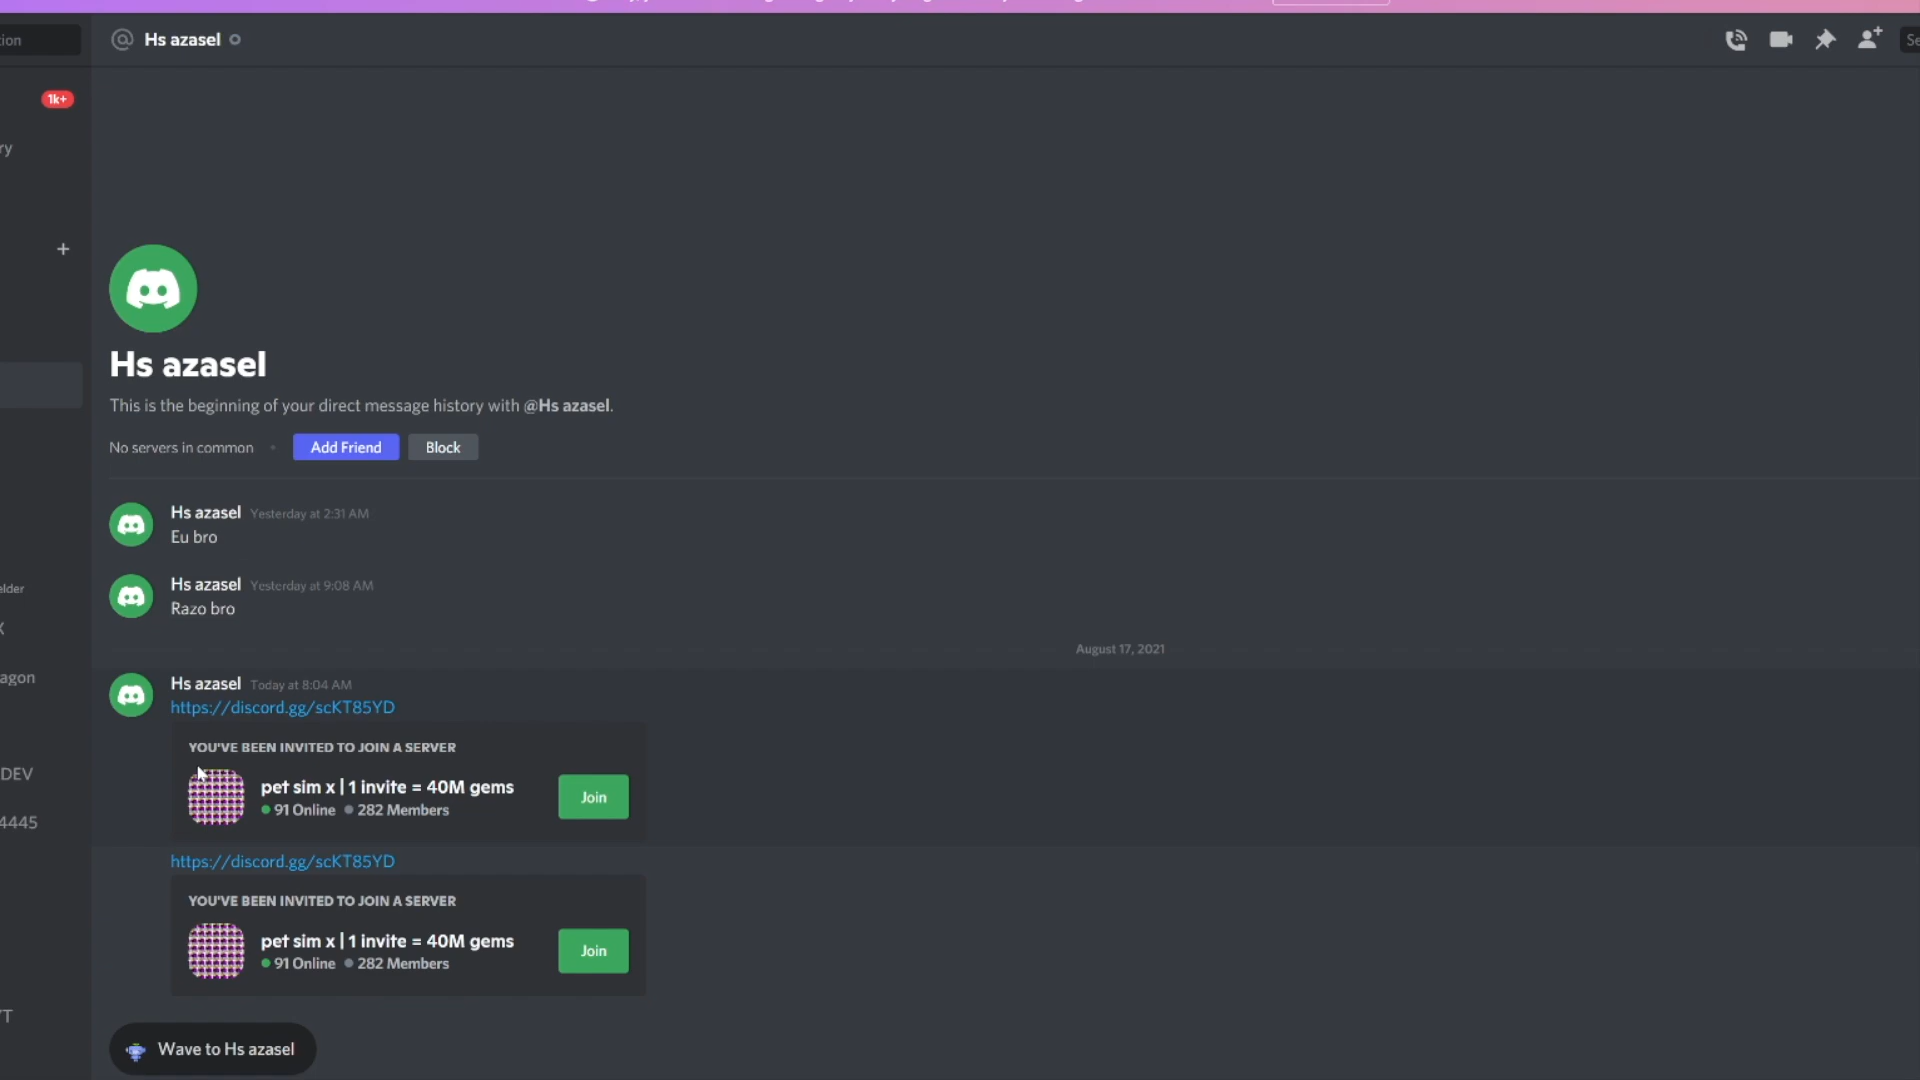 tion
Hs azasel
Se
1k+
ry
Hs azasel
This is the beginning of your direct message history with @Hs azasel.
No servers in common
Add Friend
Block
Hs azasel Yesterday at 2:31 AM
Eu bro
Hs azasel Yesterday at 9:08 AM
Razo bro
elder
X
August 17, 2021
agon
Hs azasel Today at 8:04 AM
https://discord.gg/scKT85YD
YOU'VE BEEN INVITED TO JOIN A SERVER
pet sim x | 1 invite = 40M gems
91 Online 282 Members
Join
DEV
4445
https://discord.gg/scKT85YD
YOU'VE BEEN INVITED TO JOIN A SERVER
pet sim x | 1 invite = 40M gems
91 Online 282 Members
Join
YT
Wave to Hs azasel